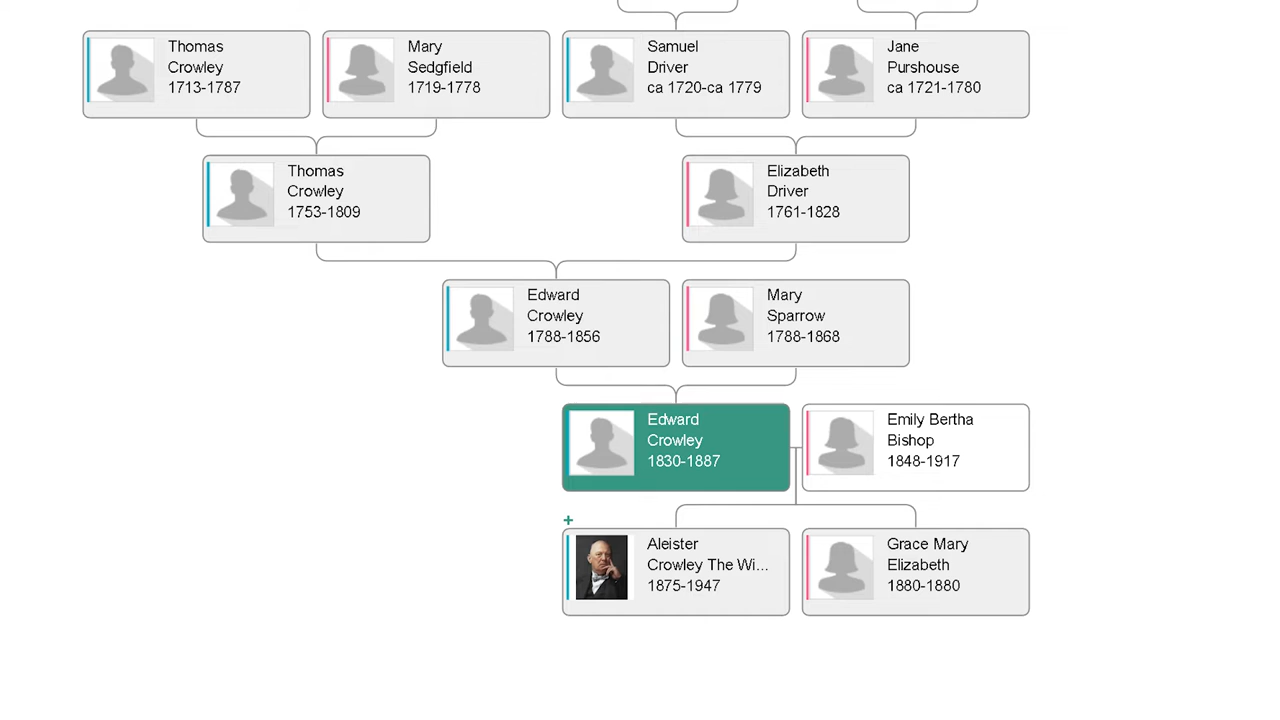 Thomas
Crowley
1713-1787
Mary
Sedgfield
1719-1778
Samuel
Driver
ca 1720-ca 1779
Jane
Purshouse
ca 1721-1780
Thomas
Crowley
1753-1809
Elizabeth
Driver
1761-1828
Edward
Crowley
1788-1856
Mary
Sparrow
1788-1868
Edward
Crowley
1830-1887
Emily Bertha
Bishop
1848-1917
+
Aleister
Crowley The Wi...
1875-1947
Grace Mary
Elizabeth
1880-1880